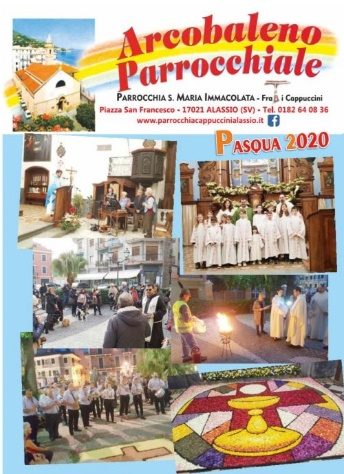 Arcobaleno
Parrocchiale
PARROCCHIA S. MARIA IMMACOLATA - Frati Cappuccini
Piazza San Francesco - 17021 ALASSIO (SV) - Tel. 0182 64 08 36
www.parrocchiacappuccinialassio.it f
PASQUA 2020